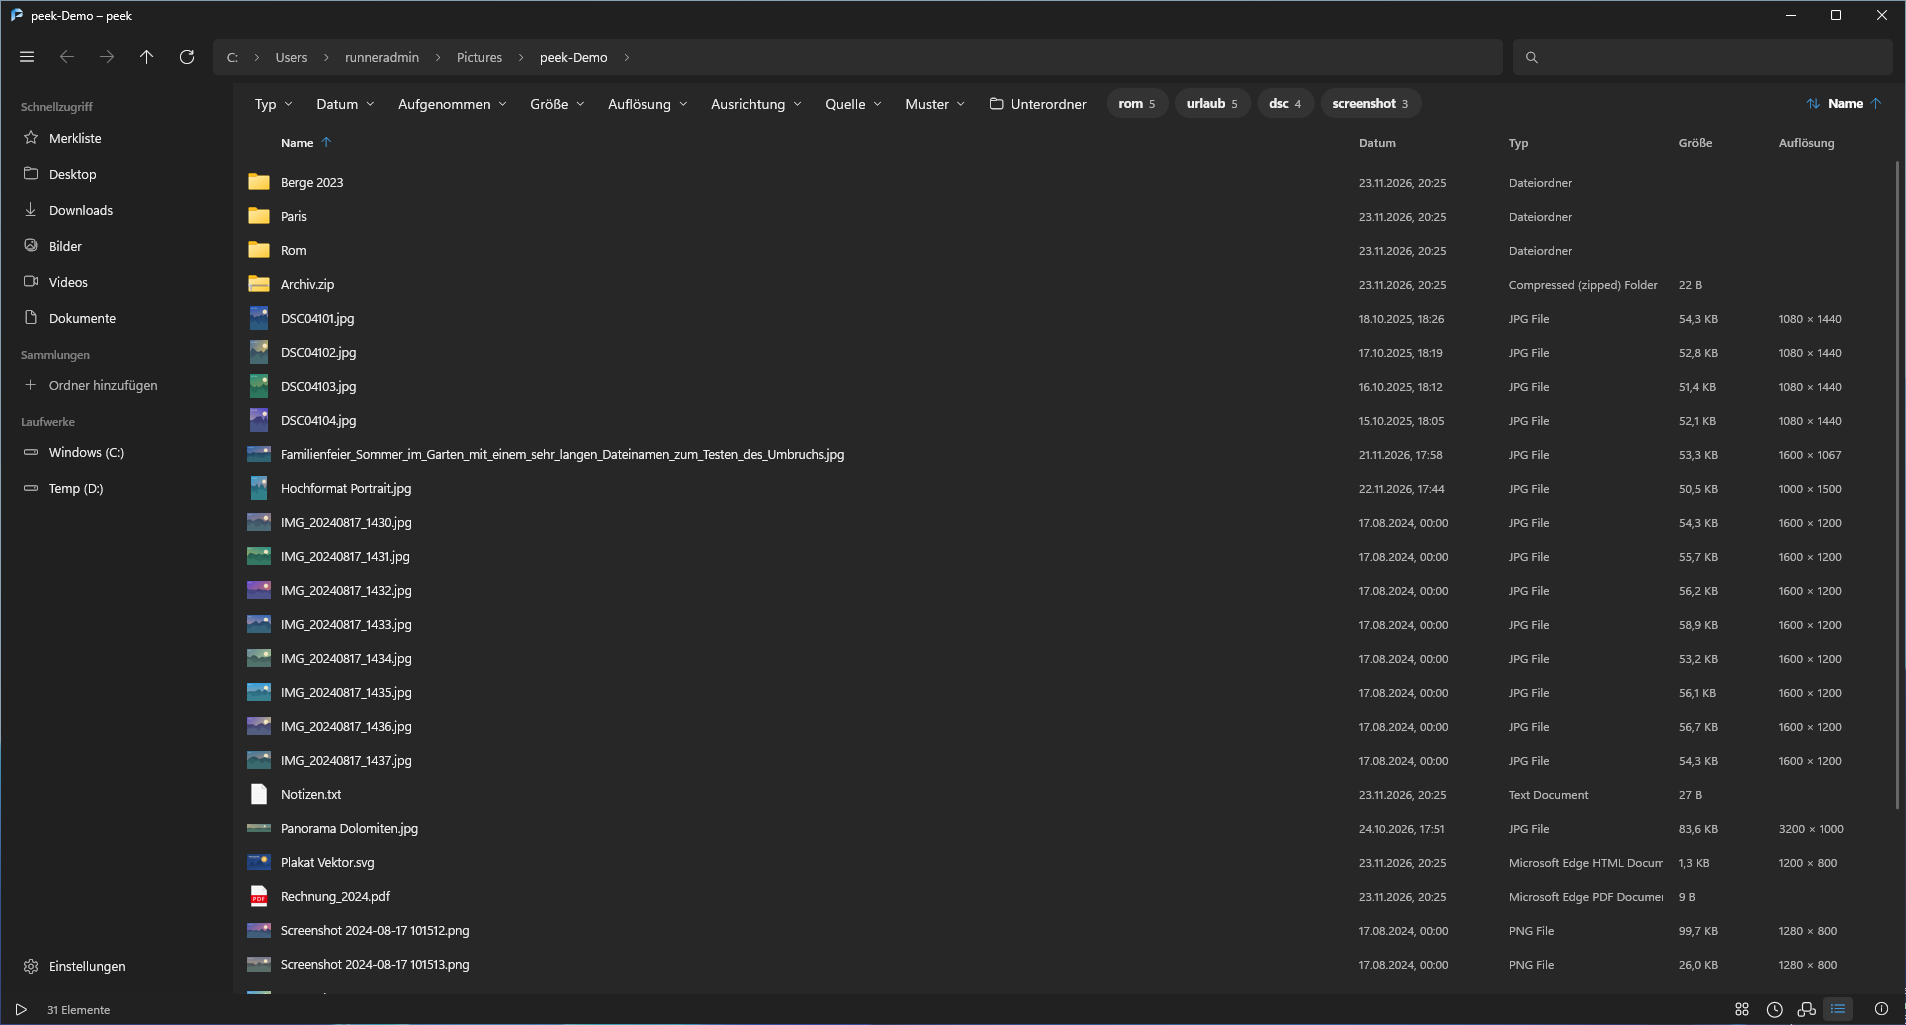 peek-Demo – peek
C: Users runneradmin Pictures peek-Demo
Schnellzugriff
Merkliste
Desktop
Downloads
Bilder
Videos
Dokumente
Sammlungen
Ordner hinzufügen
Laufwerke
Windows (C:)
Temp (D:)
Einstellungen
Typ Datum Aufgenommen Größe Auflösung Ausrichtung Quelle Muster Unterordner rom 5 urlaub 5 dsc 4 screenshot 3 Name
Name Datum Typ Größe Auflösung
Berge 2023 23.11.2026, 20:25 Dateiordner
Paris 23.11.2026, 20:25 Dateiordner
Rom 23.11.2026, 20:25 Dateiordner
Archiv.zip 23.11.2026, 20:25 Compressed (zipped) Folder 22 B
DSC04101.jpg 18.10.2025, 18:26 JPG File 54,3 KB 1080 × 1440
DSC04102.jpg 17.10.2025, 18:19 JPG File 52,8 KB 1080 × 1440
DSC04103.jpg 16.10.2025, 18:12 JPG File 51,4 KB 1080 × 1440
DSC04104.jpg 15.10.2025, 18:05 JPG File 52,1 KB 1080 × 1440
Familienfeier_Sommer_im_Garten_mit_einem_sehr_langen_Dateinamen_zum_Testen_des_Umbruchs.jpg 21.11.2026, 17:58 JPG File 53,3 KB 1600 × 1067
Hochformat Portrait.jpg 22.11.2026, 17:44 JPG File 50,5 KB 1000 × 1500
IMG_20240817_1430.jpg 17.08.2024, 00:00 JPG File 54,3 KB 1600 × 1200
IMG_20240817_1431.jpg 17.08.2024, 00:00 JPG File 55,7 KB 1600 × 1200
IMG_20240817_1432.jpg 17.08.2024, 00:00 JPG File 56,2 KB 1600 × 1200
IMG_20240817_1433.jpg 17.08.2024, 00:00 JPG File 58,9 KB 1600 × 1200
IMG_20240817_1434.jpg 17.08.2024, 00:00 JPG File 53,2 KB 1600 × 1200
IMG_20240817_1435.jpg 17.08.2024, 00:00 JPG File 56,1 KB 1600 × 1200
IMG_20240817_1436.jpg 17.08.2024, 00:00 JPG File 56,7 KB 1600 × 1200
IMG_20240817_1437.jpg 17.08.2024, 00:00 JPG File 54,3 KB 1600 × 1200
Notizen.txt 23.11.2026, 20:25 Text Document 27 B
Panorama Dolomiten.jpg 24.10.2026, 17:51 JPG File 83,6 KB 3200 × 1000
Plakat Vektor.svg 23.11.2026, 20:25 Microsoft Edge HTML Docum 1,3 KB 1200 × 800
PDF Rechnung_2024.pdf 23.11.2026, 20:25 Microsoft Edge PDF Documen 9 B
Screenshot 2024-08-17 101512.png 17.08.2024, 00:00 PNG File 99,7 KB 1280 × 800
Screenshot 2024-08-17 101513.png 17.08.2024, 00:00 PNG File 26,0 KB 1280 × 800
31 Elemente